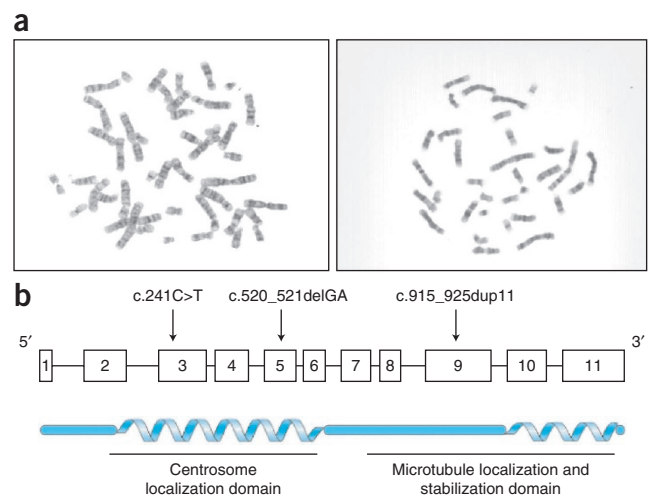 a
b
c.241C>T c.520_521delGA c.915_925dup11
5′ 3′
1 2 3 4 5 6 7 8 9 10 11
Centrosome
localization domain
Microtubule localization and
stabilization domain